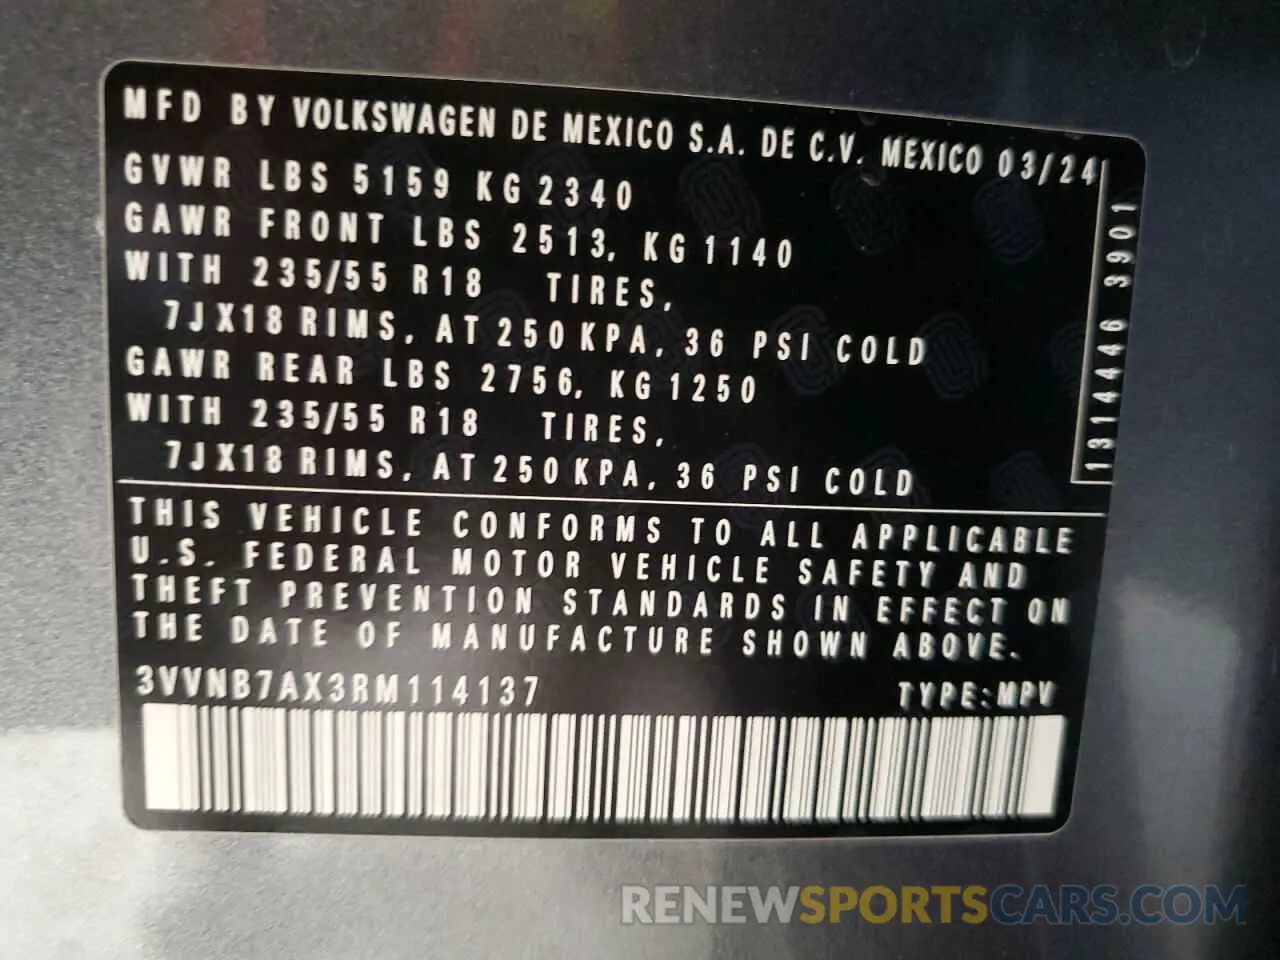 MFD BY VOLKSWAGEN DE MEXICO S.A. DE C.V. MEXICO 03/24
GVWR LBS 5159 KG 2340
GAWR FRONT LBS 2513, KG 1140
WITH 235/55 R18 TIRES,
7JX18 RIMS, AT 250 KPA, 36 PSI COLD
GAWR REAR LBS 2756, KG 1250
WITH 235/55 R18 TIRES,
7JX18 RIMS, AT 250 KPA, 36 PSI COLD
1314446 3901
THIS VEHICLE CONFORMS TO ALL APPLICABLE
U.S. FEDERAL MOTOR VEHICLE SAFETY AND
THEFT PREVENTION STANDARDS IN EFFECT ON
THE DATE OF MANUFACTURE SHOWN ABOVE.
3VVNB7AX3RM114137 TYPE:MPV
RENEWSPORTSCARS.COM